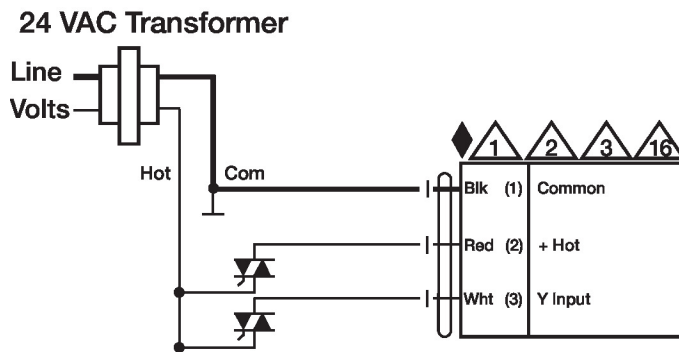 24 VAC Transformer
Line
Volts
Hot
Com
1 2 3 16
Blk (1) Common
Red (2) + Hot
Wht (3) Y Input